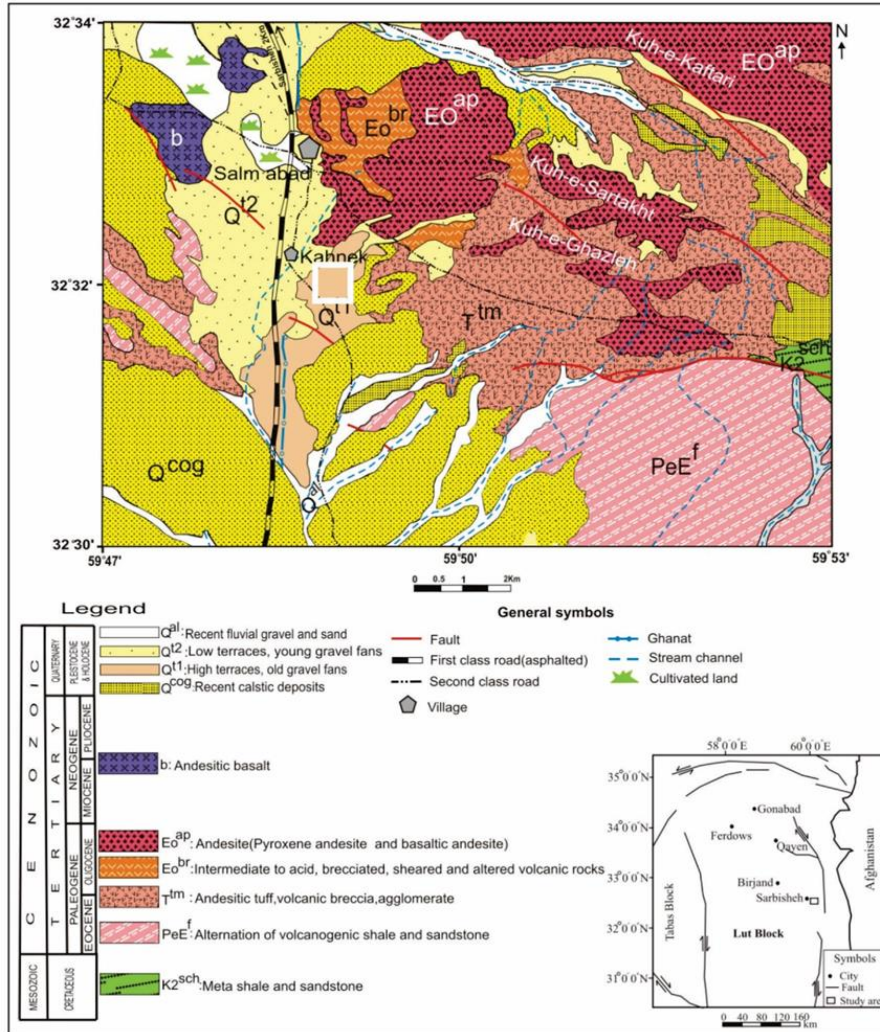 32°34'
32°32'
32°30'
59°47'
59°50'
59°53'
N
Kuh-e-Kaftari
EO^ap
Eo^br
EO^ap
b
Salm abad
Kuh-e-Sartakht
Q^t2
Kuh-e-Ghazleh
Kahnek
Q^t1
T^tm
K2^sch
Q^cog
PeE^f
0 0.5 1 2Km
Legend
CENOZOIC
MESOZOIC
TERTIARY
QUATERNARY
PLEISTOCENE & HOLOCENE
NEOGENE
PLIOCENE
MIOCENE
PALEOGENE
OLIGOCENE
EOCENE
CRETACEOUS
Q^al:Recent fluvial gravel and sand
Q^t2:Low terraces, young gravel fans
Q^t1:High terraces, old gravel fans
Q^cog:Recent calstic deposits
b: Andesitic basalt
Eo^ap: Andesite(Pyroxene andesite and basaltic andesite)
Eo^br:Intermediate to acid, brecciated, sheared and altered volcanic rocks
T^tm: Andesitic tuff,volcanic breccia,agglomerate
PeE^f: Alternation of volcanogenic shale and sandstone
K2^sch:Meta shale and sandstone
General symbols
Fault
First class road(asphalted)
Second class road
Village
Ghanat
Stream channel
Cultivated land
58°0'0"E
60°0'0"E
35°0'0"N
34°0'0"N
33°0'0"N
32°0'0"N
31°0'0"N
Gonabad
Ferdows
Qayen
Birjand
Sarbisheh
Afghanistan
Tabas Block
Lut Block
Symbols
City
Fault
Study area
0 40 80 120 160
km